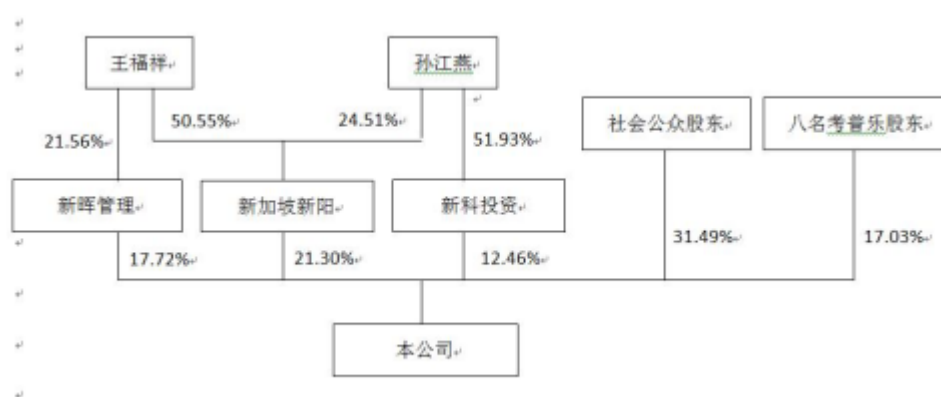 王福祥
孙江燕
50.55%
24.51%
21.56%
51.93%
社会公众股东
八名考普乐股东
新晖管理
新加坡新阳
新科投资
31.49%
17.03%
17.72%
21.30%
12.46%
本公司